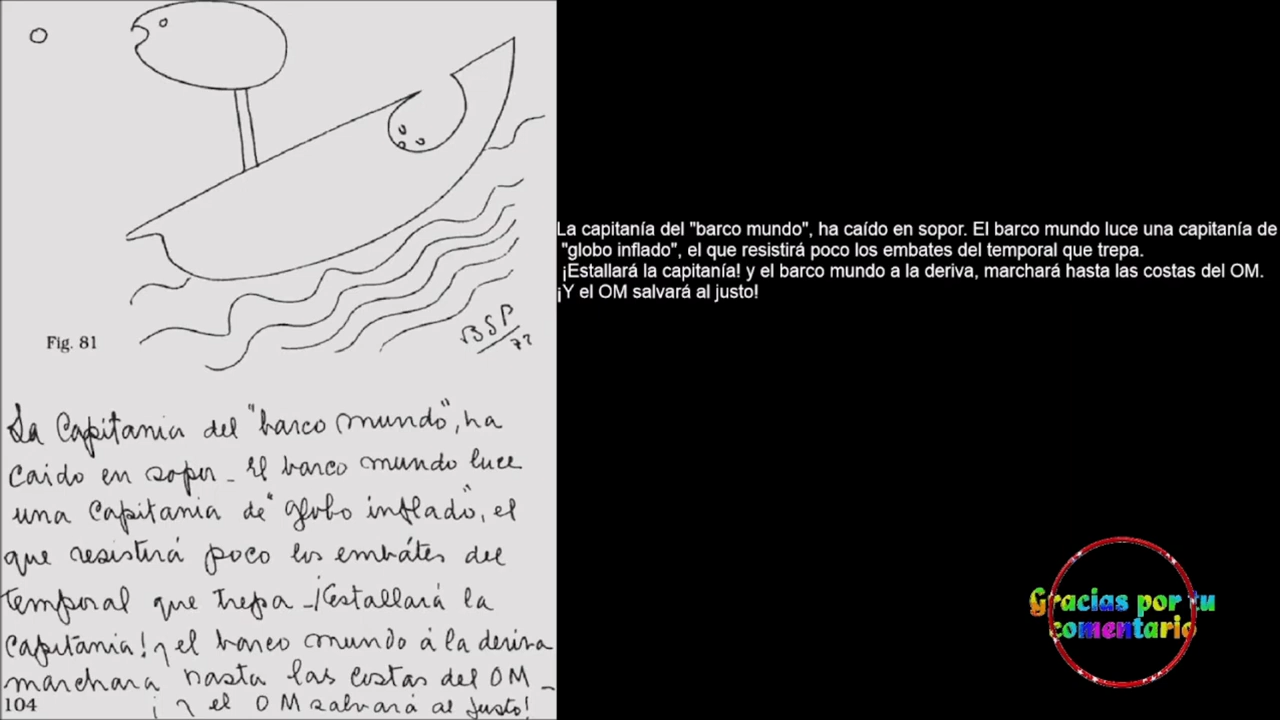 Fig. 81
BSP
72
La Capitania del "barco mundo", ha
caido en sopor - El barco mundo luce
una capitania de "globo inflado", el
que resistirá poco los embátes del
temporal que trepa - ¡Estallará la
capitania! y el barco mundo á la deriva
marchara hasta las costas del OM -
¡y el OM salvará al justo!
104
La capitanía del "barco mundo", ha caído en sopor. El barco mundo luce una capitanía de
"globo inflado", el que resistirá poco los embates del temporal que trepa.
¡Estallará la capitanía! y el barco mundo a la deriva, marchará hasta las costas del OM.
¡Y el OM salvará al justo!
Gracias por tu
comentario